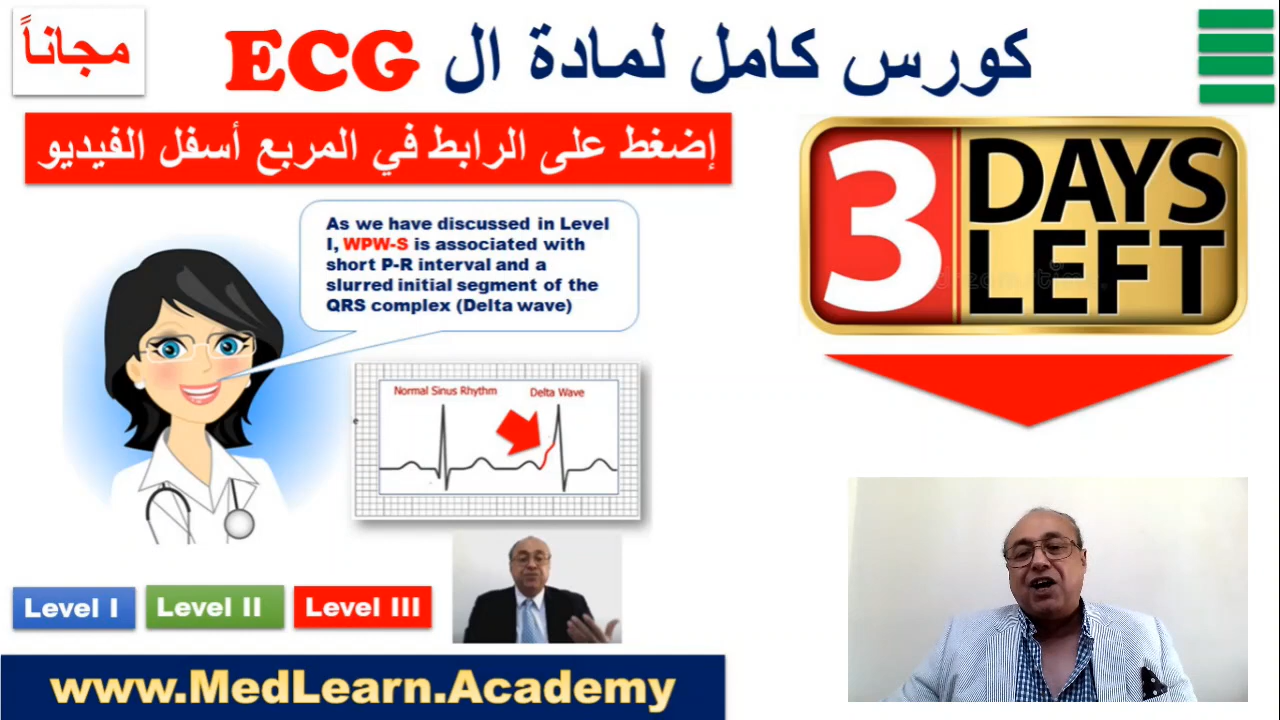 مجاناً
كورس كامل لمادة ال ECG
إضغط على الرابط في المربع أسفل الفيديو
3 DAYS
LEFT
As we have discussed in Level
I, WPW-S is associated with
short P-R interval and a
slurred initial segment of the
QRS complex (Delta wave)
Normal Sinus Rhythm
Delta Wave
e
Level I
Level II
Level III
www.MedLearn.Academy